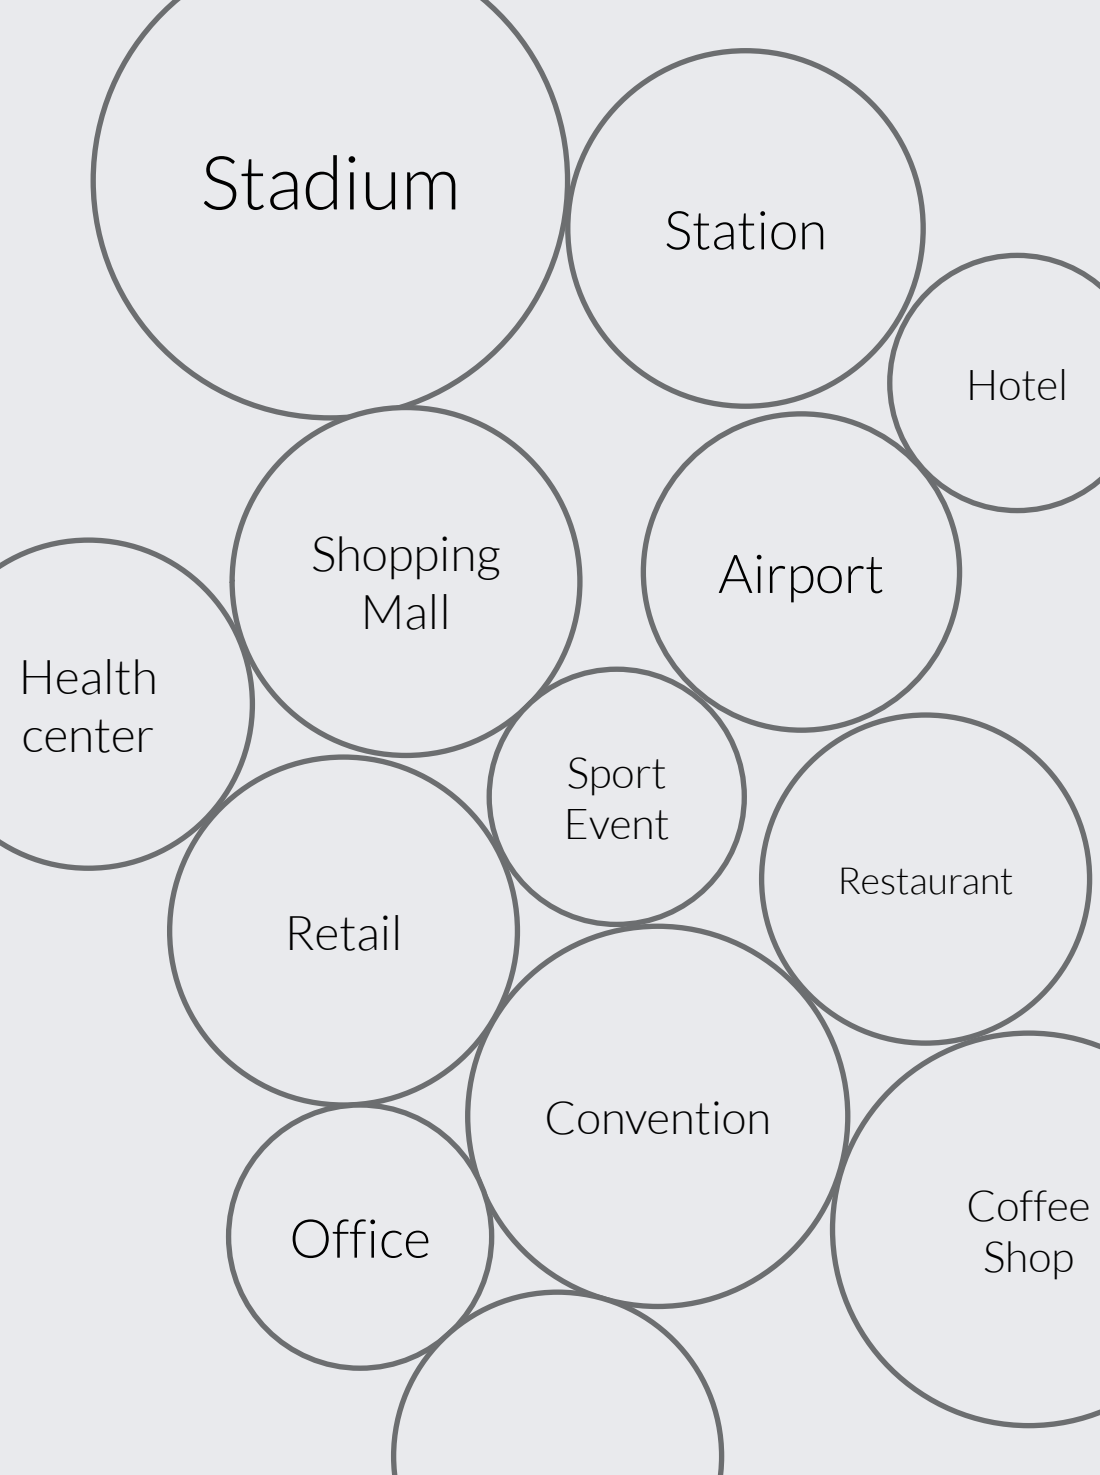 Stadium
Station
Hotel
Shopping
Mall
Airport
Health
center
Sport
Event
Restaurant
Retail
Convention
Coffee
Shop
Office